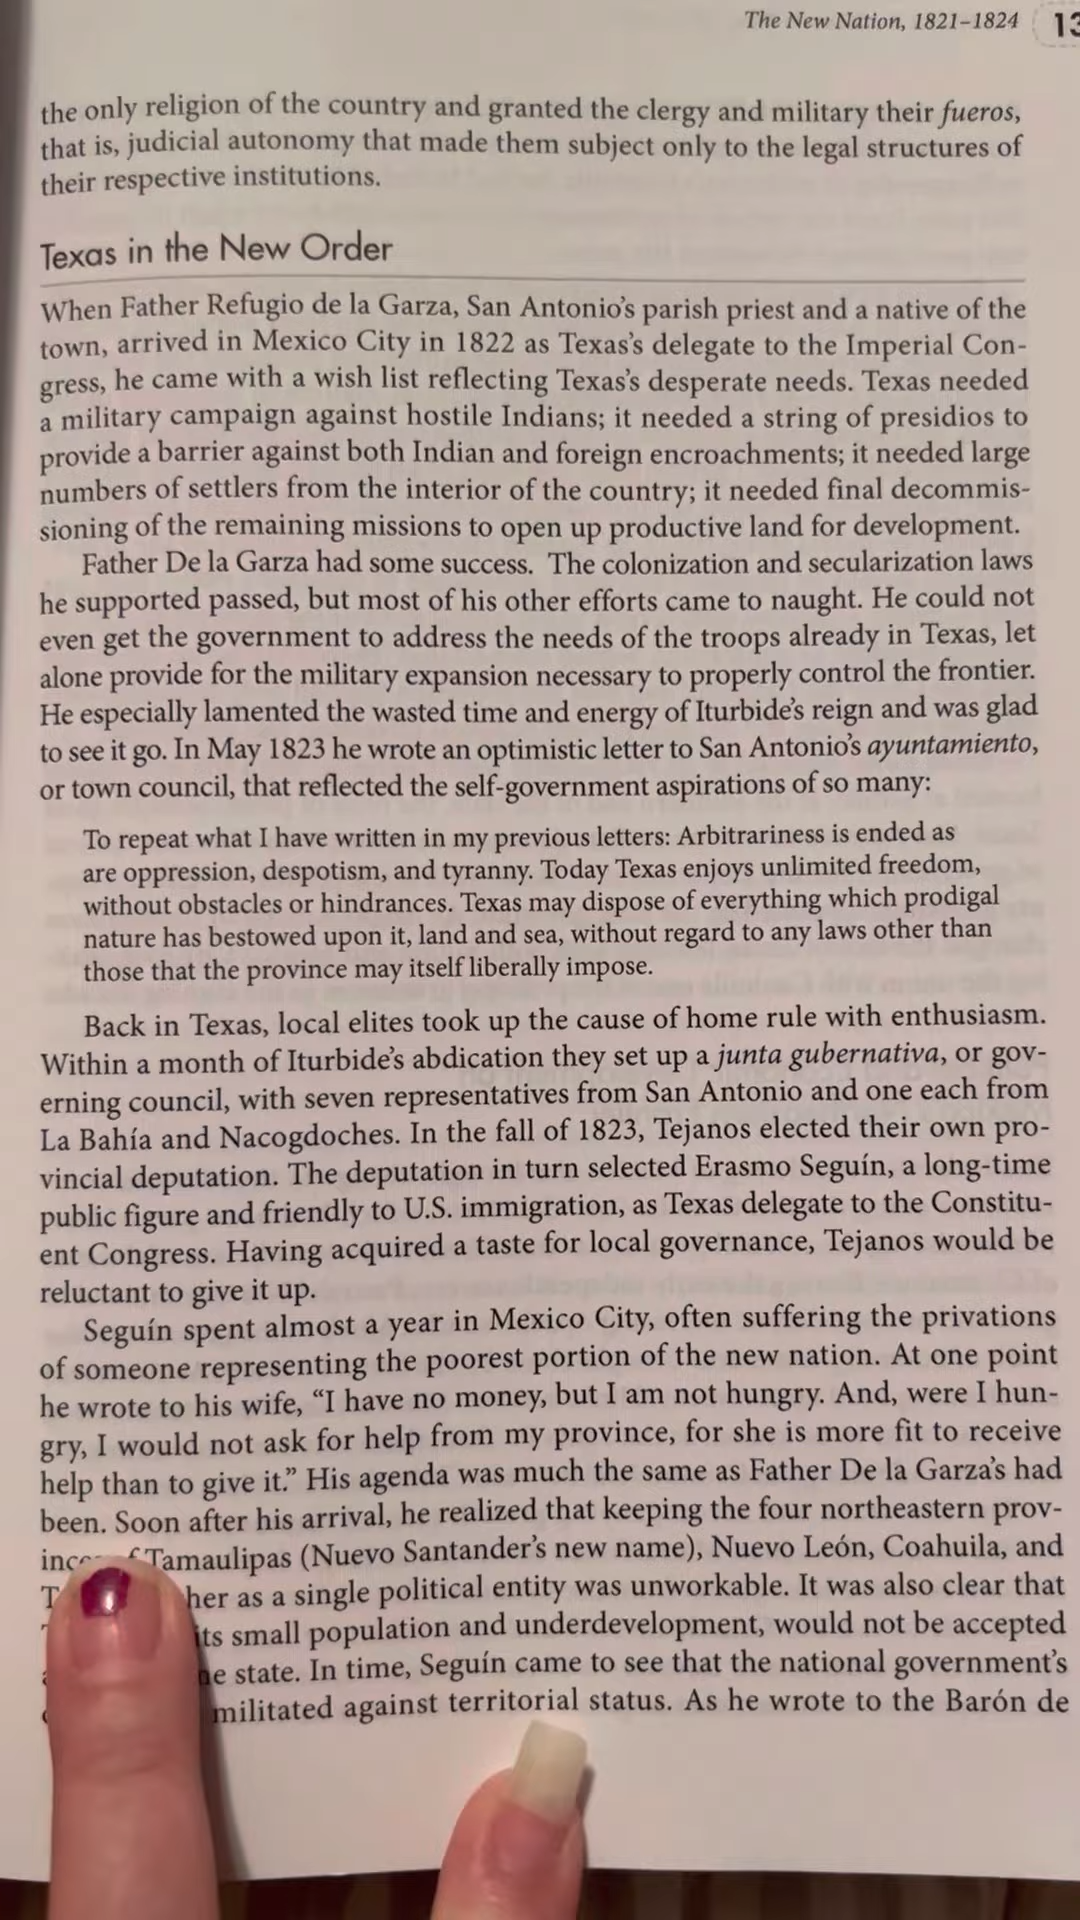 The New Nation, 1821–1824 13
the only religion of the country and granted the clergy and military their fueros,
that is, judicial autonomy that made them subject only to the legal structures of
their respective institutions.
Texas in the New Order
When Father Refugio de la Garza, San Antonio's parish priest and a native of the
town, arrived in Mexico City in 1822 as Texas's delegate to the Imperial Con-
gress, he came with a wish list reflecting Texas's desperate needs. Texas needed
a military campaign against hostile Indians; it needed a string of presidios to
provide a barrier against both Indian and foreign encroachments; it needed large
numbers of settlers from the interior of the country; it needed final decommis-
sioning of the remaining missions to open up productive land for development.
Father De la Garza had some success. The colonization and secularization laws
he supported passed, but most of his other efforts came to naught. He could not
even get the government to address the needs of the troops already in Texas, let
alone provide for the military expansion necessary to properly control the frontier.
He especially lamented the wasted time and energy of Iturbide's reign and was glad
to see it go. In May 1823 he wrote an optimistic letter to San Antonio's ayuntamiento,
or town council, that reflected the self-government aspirations of so many:
To repeat what I have written in my previous letters: Arbitrariness is ended as
are oppression, despotism, and tyranny. Today Texas enjoys unlimited freedom,
without obstacles or hindrances. Texas may dispose of everything which prodigal
nature has bestowed upon it, land and sea, without regard to any laws other than
those that the province may itself liberally impose.
Back in Texas, local elites took up the cause of home rule with enthusiasm.
Within a month of Iturbide's abdication they set up a junta gubernativa, or gov-
erning council, with seven representatives from San Antonio and one each from
La Bahía and Nacogdoches. In the fall of 1823, Tejanos elected their own pro-
vincial deputation. The deputation in turn selected Erasmo Seguín, a long-time
public figure and friendly to U.S. immigration, as Texas delegate to the Constitu-
ent Congress. Having acquired a taste for local governance, Tejanos would be
reluctant to give it up.
Seguín spent almost a year in Mexico City, often suffering the privations
of someone representing the poorest portion of the new nation. At one point
he wrote to his wife, "I have no money, but I am not hungry. And, were I hun-
gry, I would not ask for help from my province, for she is more fit to receive
help than to give it." His agenda was much the same as Father De la Garza's had
been. Soon after his arrival, he realized that keeping the four northeastern prov-
Tamaulipas (Nuevo Santander's new name), Nuevo León, Coahuila, and
as a single political entity was unworkable. It was also clear that
its small population and underdevelopment, would not be accepted
state. In time, Seguín came to see that the national government's
militated against territorial status. As he wrote to the Barón de